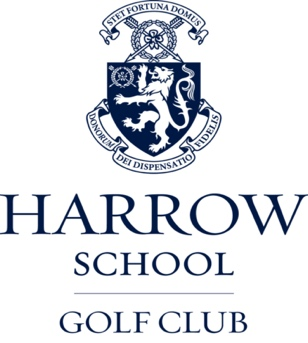 STET FORTUNA DOMUS
DONORUM DEI DISPENSATIO FIDELIS
HARROW
SCHOOL
GOLF CLUB